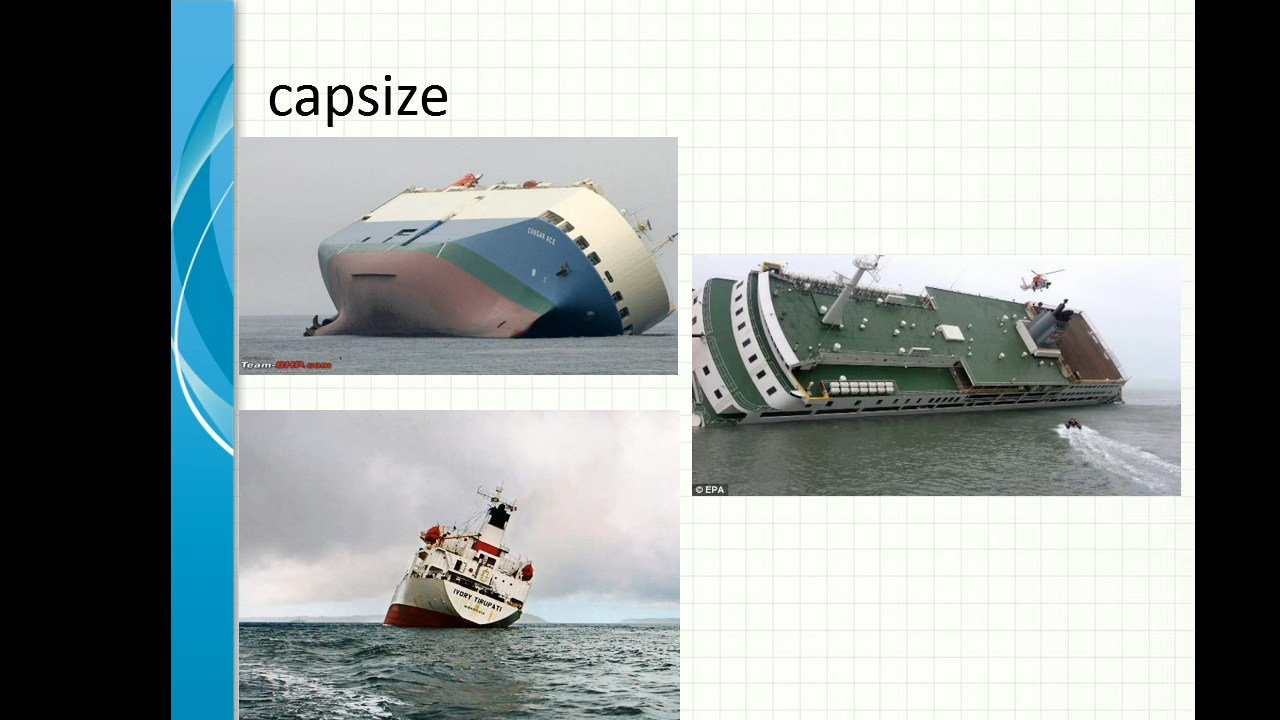 capsize
COUGAR ACE
Team-BHP.com
© EPA
IVORY TIRUPATI